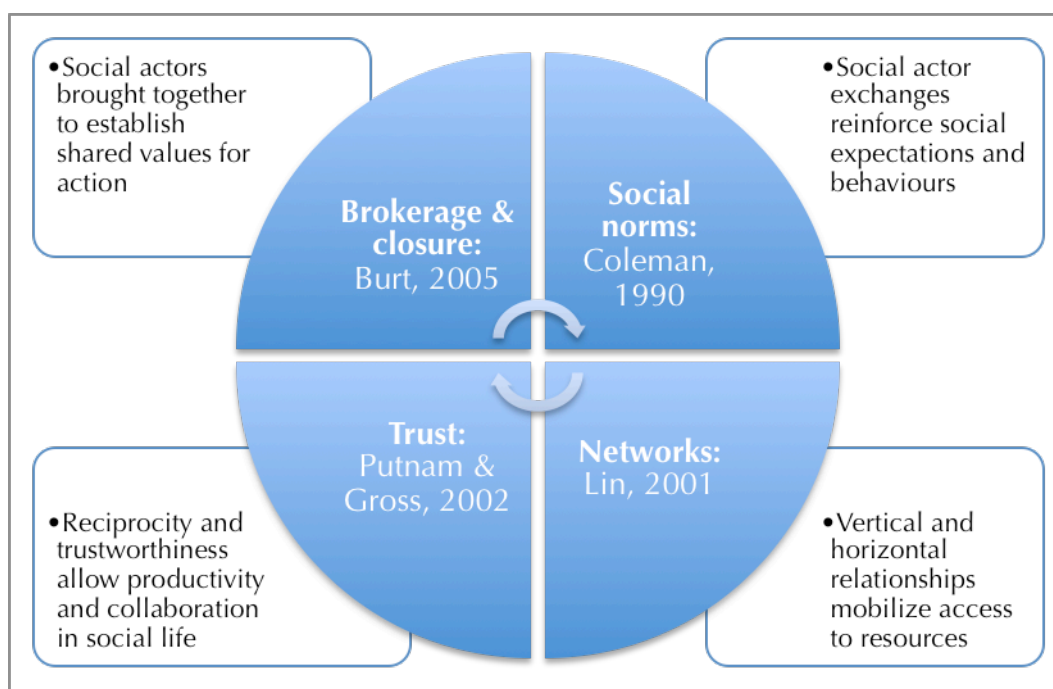 •Social actors
brought together
to establish
shared values for
action
Brokerage &
closure:
Burt, 2005
Social
norms:
Coleman,
1990
•Social actor
exchanges
reinforce social
expectations and
behaviours
•Reciprocity and
trustworthiness
allow productivity
and collaboration
in social life
Trust:
Putnam &
Gross, 2002
Networks:
Lin, 2001
•Vertical and
horizontal
relationships
mobilize access
to resources